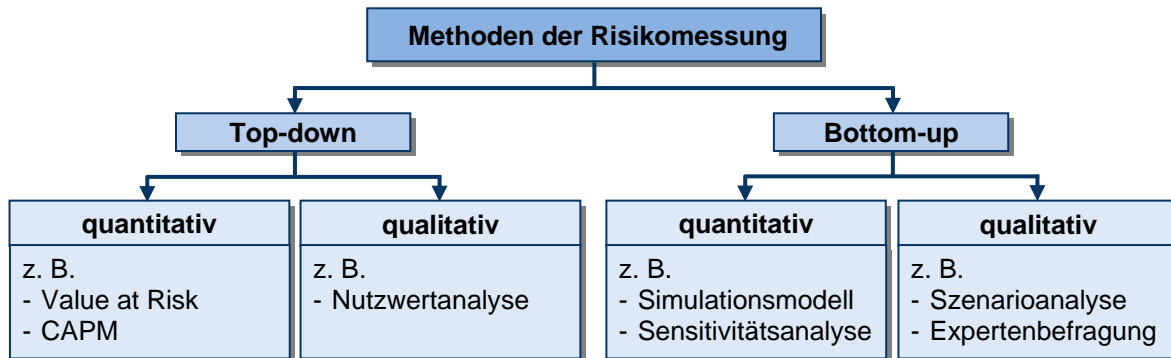 Methoden der Risikomessung
Top-down
Bottom-up
quantitativ
z. B.
- Value at Risk
- CAPM
qualitativ
z. B.
- Nutzwertanalyse
quantitativ
z. B.
- Simulationsmodell
- Sensitivitätsanalyse
qualitativ
z. B.
- Szenarioanalyse
- Expertenbefragung